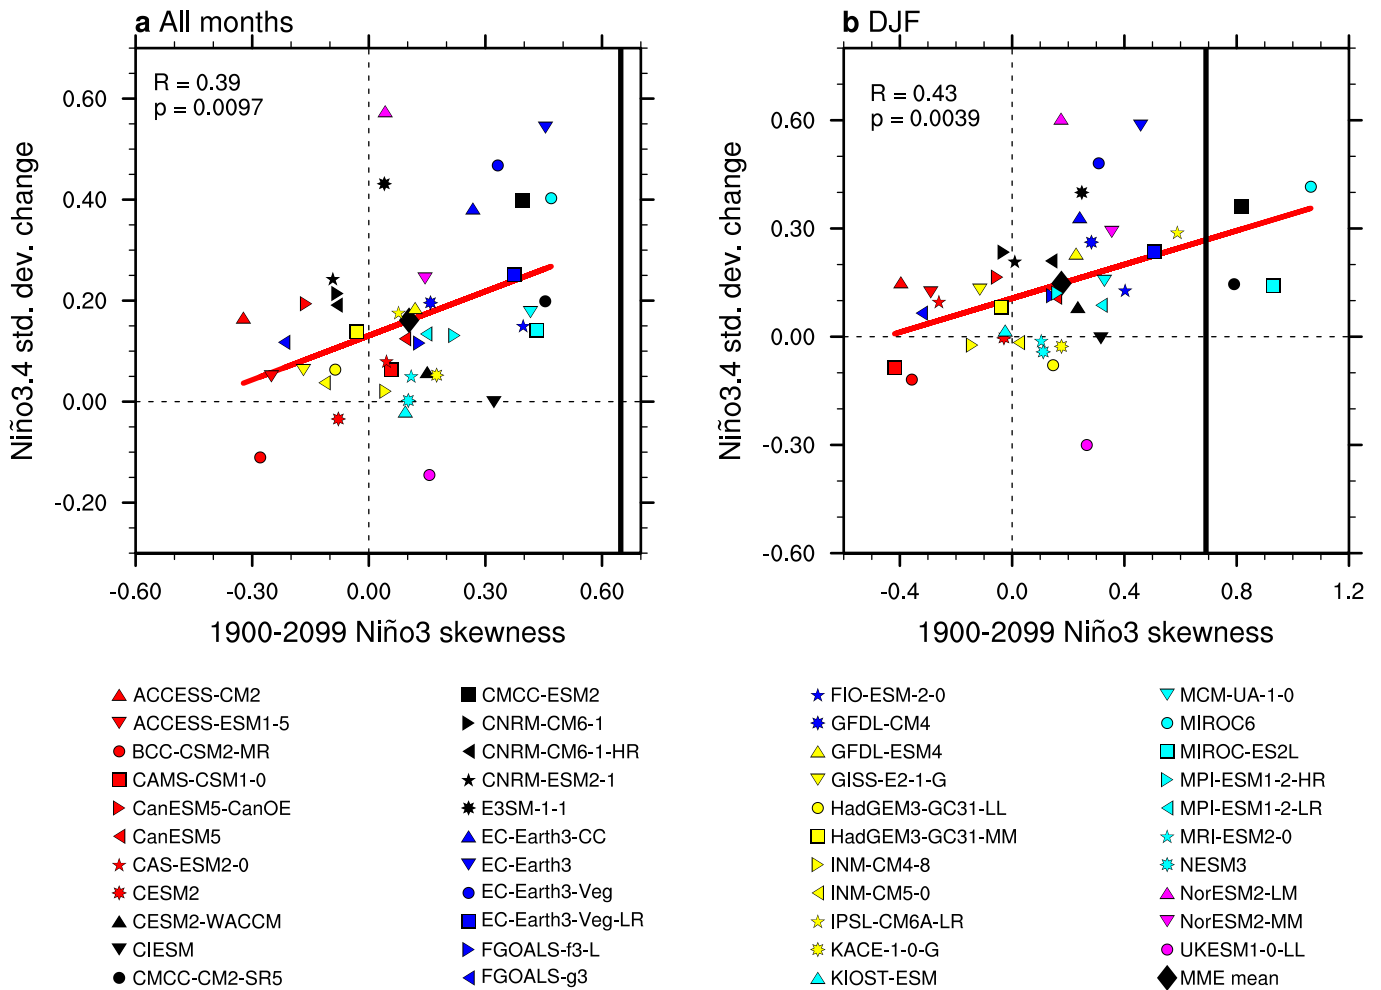 a All months
R = 0.39
p = 0.0097
0.60
0.40
0.20
0.00
-0.20
Niño3.4 std. dev. change
-0.60
-0.30
0.00
0.30
0.60
1900-2099 Niño3 skewness
b DJF
R = 0.43
p = 0.0039
0.60
0.30
0.00
-0.30
-0.60
Niño3.4 std. dev. change
-0.4
0.0
0.4
0.8
1.2
1900-2099 Niño3 skewness
ACCESS-CM2
ACCESS-ESM1-5
BCC-CSM2-MR
CAMS-CSM1-0
CanESM5-CanOE
CanESM5
CAS-ESM2-0
CESM2
CESM2-WACCM
CIESM
CMCC-CM2-SR5
CMCC-ESM2
CNRM-CM6-1
CNRM-CM6-1-HR
CNRM-ESM2-1
E3SM-1-1
EC-Earth3-CC
EC-Earth3
EC-Earth3-Veg
EC-Earth3-Veg-LR
FGOALS-f3-L
FGOALS-g3
FIO-ESM-2-0
GFDL-CM4
GFDL-ESM4
GISS-E2-1-G
HadGEM3-GC31-LL
HadGEM3-GC31-MM
INM-CM4-8
INM-CM5-0
IPSL-CM6A-LR
KACE-1-0-G
KIOST-ESM
MCM-UA-1-0
MIROC6
MIROC-ES2L
MPI-ESM1-2-HR
MPI-ESM1-2-LR
MRI-ESM2-0
NESM3
NorESM2-LM
NorESM2-MM
UKESM1-0-LL
MME mean